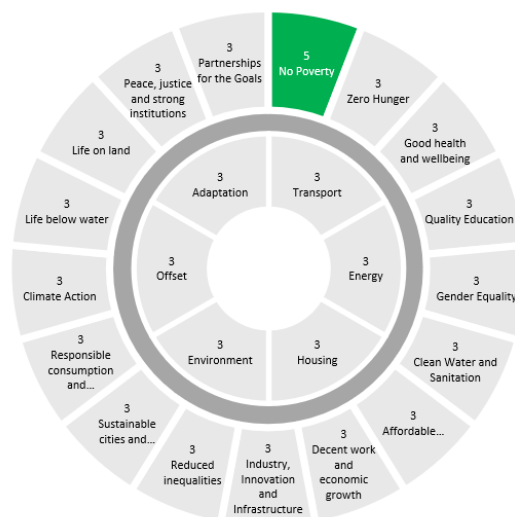 5
No Poverty
3
Zero Hunger
3
Good health
and wellbeing
3
Quality Education
3
Gender Equality
3
Clean Water and
Sanitation
3
Affordable...
3
Decent work
and
economic
growth
3
Industry,
Innovation
and
Infrastructure
3
Reduced
inequalities
3
Sustainable
cities and...
3
Responsible
consumption
and...
3
Climate Action
3
Life below water
3
Life on land
3
Peace, justice
and strong
institutions
3
Partnerships
for the Goals
3
Transport
3
Energy
3
Housing
3
Environment
3
Offset
3
Adaptation